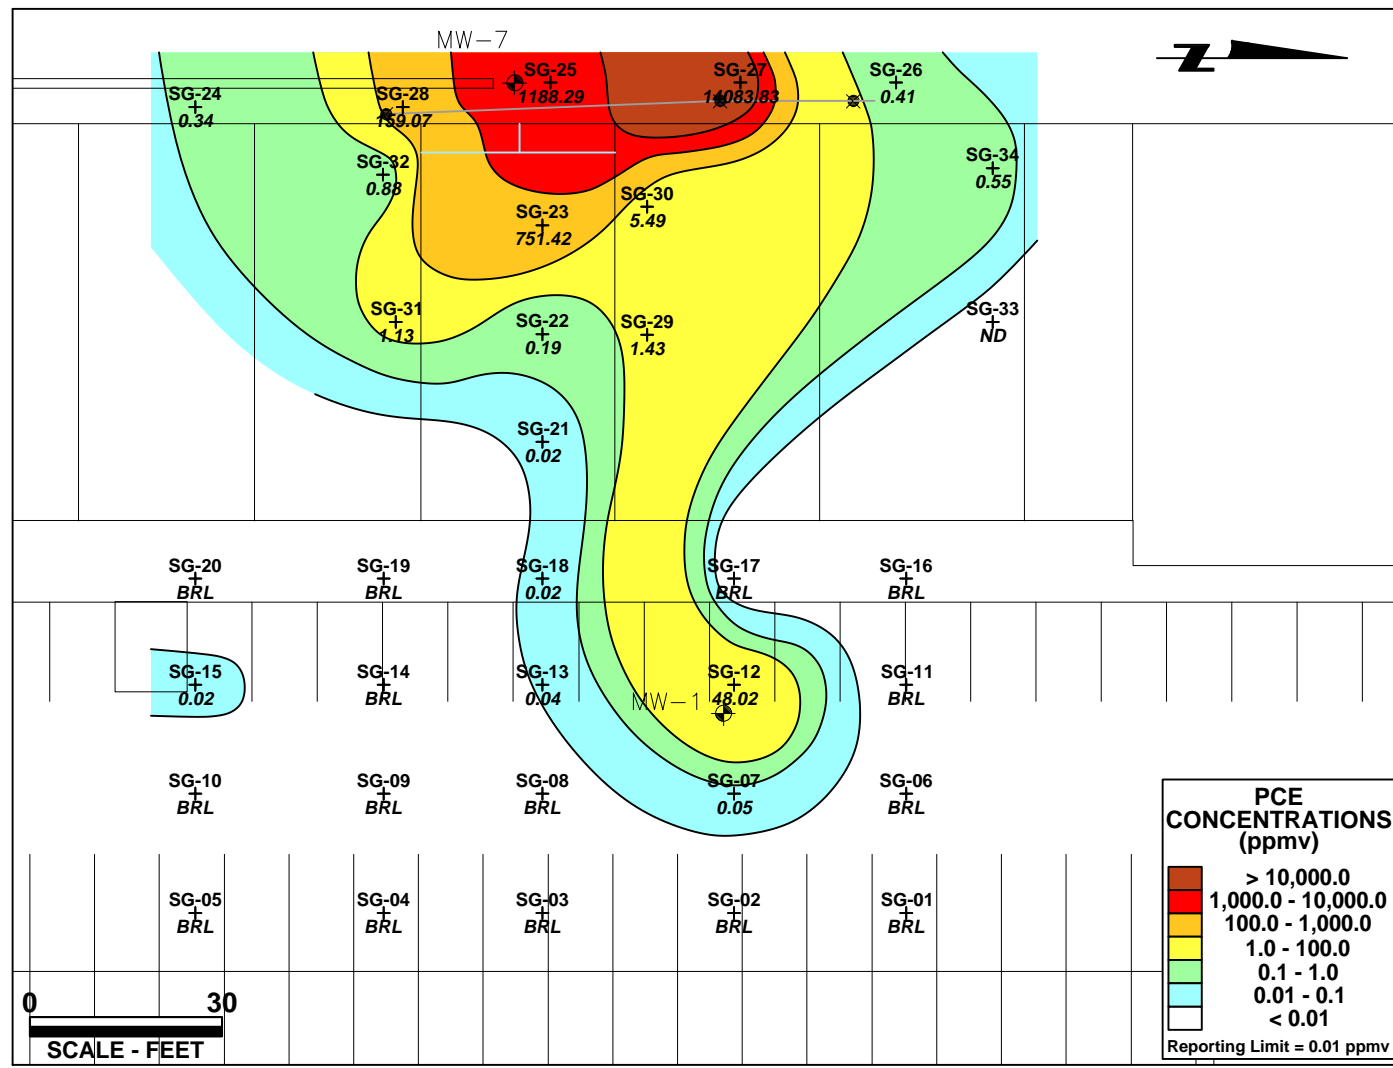 MW-7
SG-25
1188.29
SG-27
14083.83
SG-26
0.41
Z
SG-24
0.34
SG-28
159.07
SG-32
0.88
SG-34
0.55
SG-23
751.42
SG-30
5.49
SG-31
1.13
SG-22
0.19
SG-29
1.43
SG-33
ND
SG-21
0.02
SG-20
BRL
SG-19
BRL
SG-18
0.02
SG-17
BRL
SG-16
BRL
SG-15
0.02
SG-14
BRL
SG-13
0.04
SG-12
48.02
MW-1
SG-11
BRL
SG-10
BRL
SG-09
BRL
SG-08
BRL
SG-07
0.05
SG-06
BRL
SG-05
BRL
SG-04
BRL
SG-03
BRL
SG-02
BRL
SG-01
BRL
0 30
SCALE - FEET
PCE
CONCENTRATIONS
(ppmv)
> 10,000.0
1,000.0 - 10,000.0
100.0 - 1,000.0
1.0 - 100.0
0.1 - 1.0
0.01 - 0.1
< 0.01
Reporting Limit = 0.01 ppmv